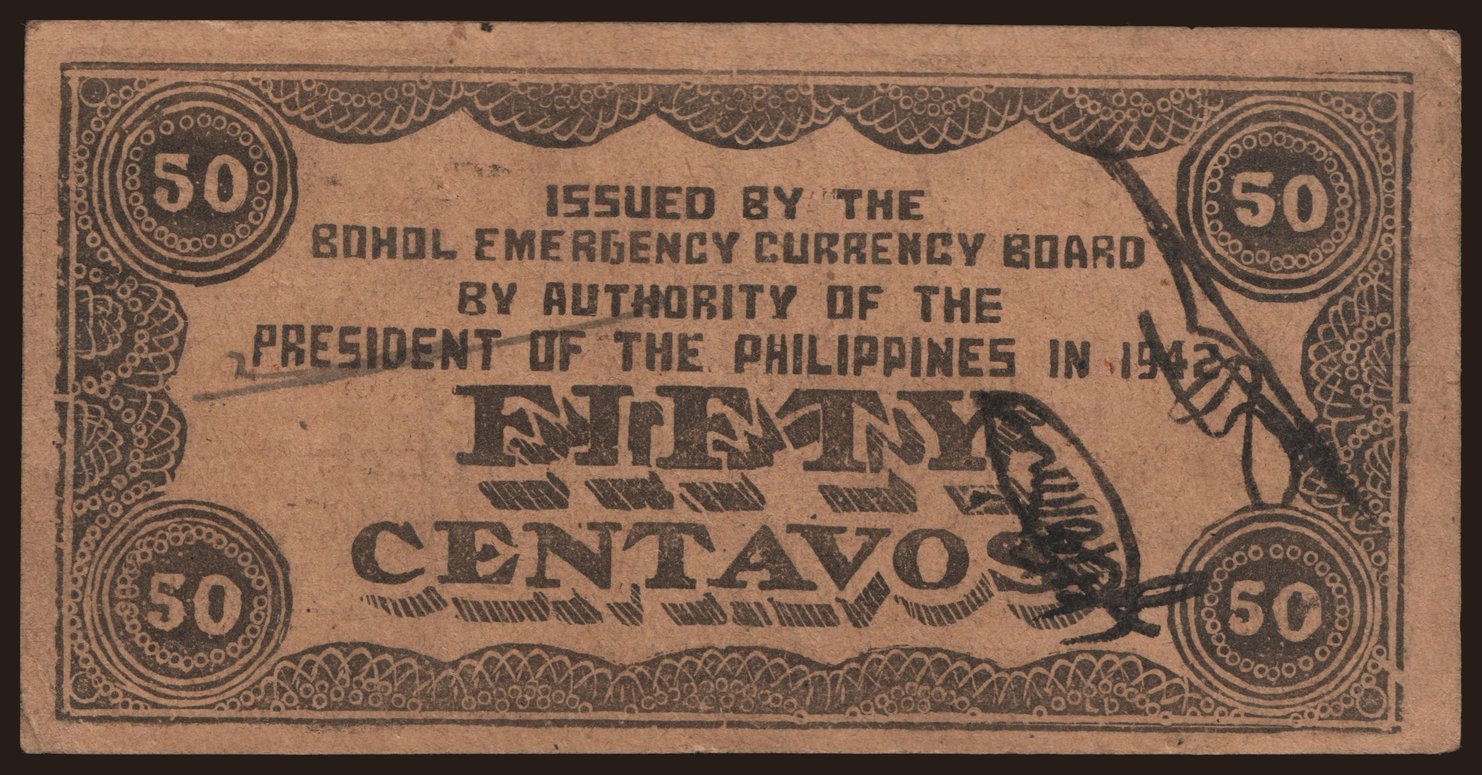 50
50
ISSUED BY THE
BOHOL EMERGENCY CURRENCY BOARD
BY AUTHORITY OF THE
PRESIDENT OF THE PHILIPPINES IN 1942
FIFTY
CENTAVOS
50
50